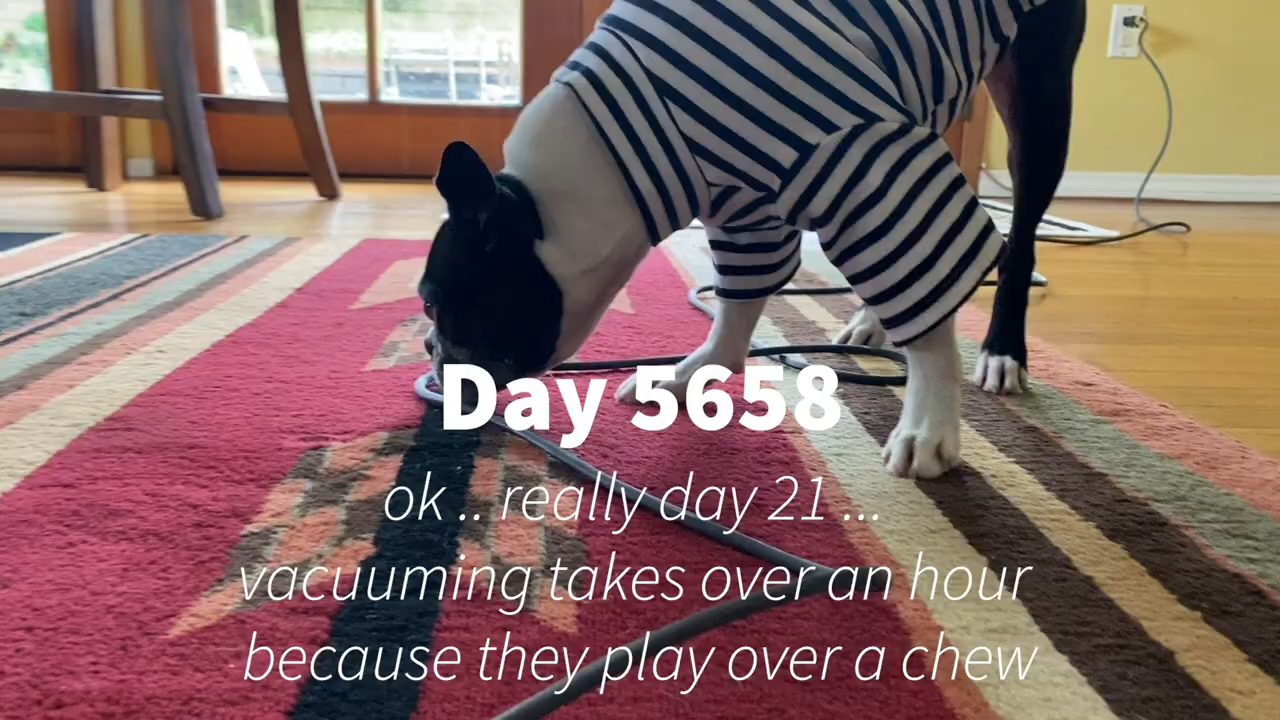 Day 5658
ok .. really day 21 ...
vacuuming takes over an hour
because they play over a chew